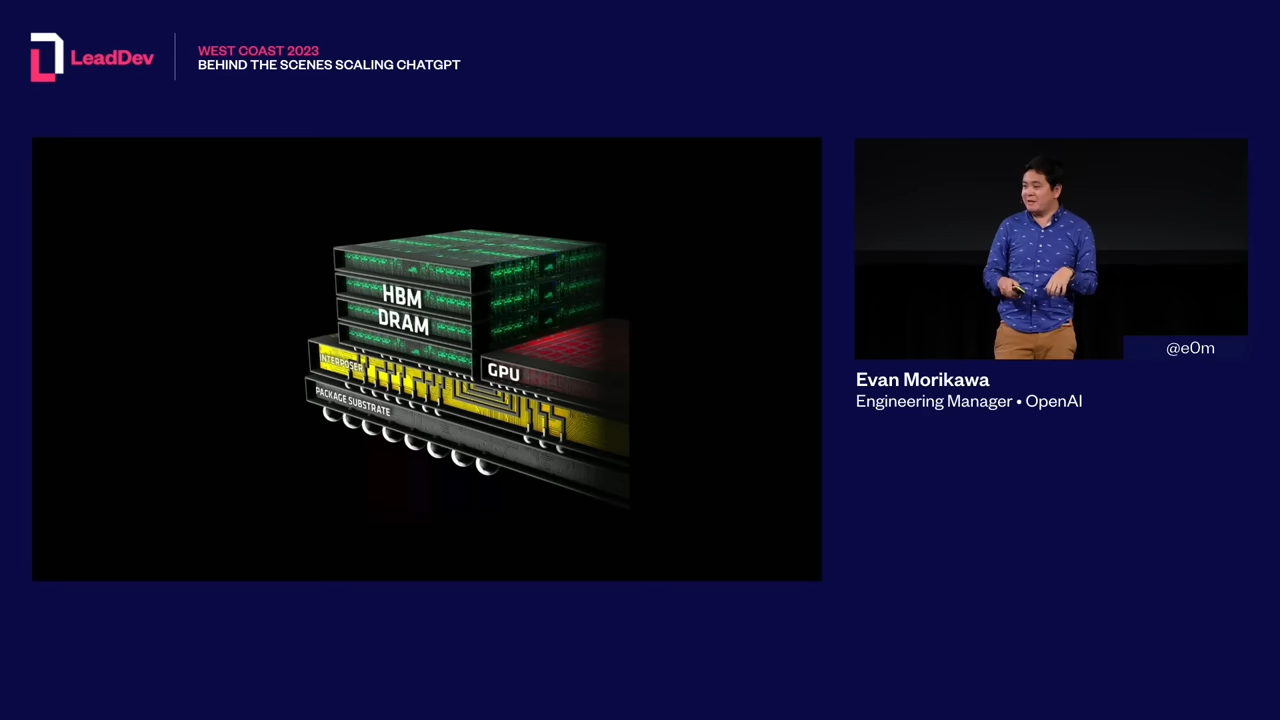 LeadDev
WEST COAST 2023
BEHIND THE SCENES SCALING CHATGPT
HBM
DRAM
INTERPOSER
GPU
PACKAGE SUBSTRATE
@e0m
Evan Morikawa
Engineering Manager • OpenAI